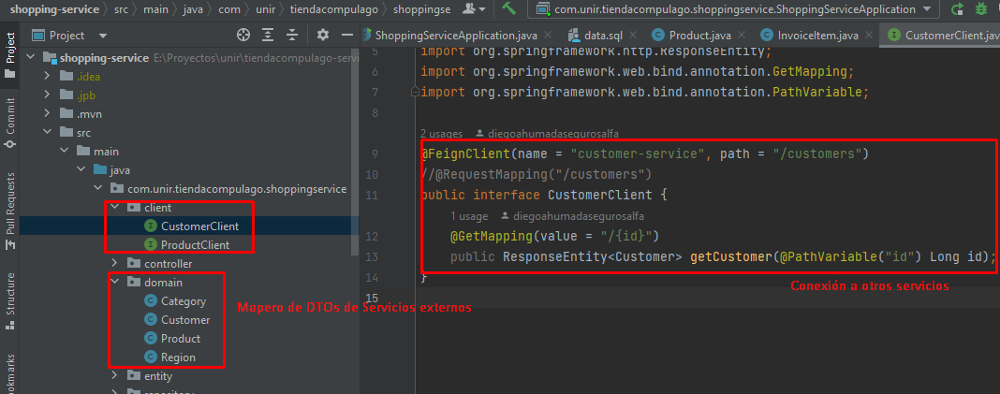 shopping-service src main java com unir tiendacompulago shoppingse
com.unir.tiendacompulago.shoppingservice.ShoppingServiceApplication
Project
Project
ShoppingServiceApplication.java
data.sql
Product.java
InvoiceItem.java
CustomerClient.jav
shopping-service E:\Proyectos\unir\tiendacompulago-servi
.idea
.jpb
.mvn
src
main
java
com.unir.tiendacompulago.shoppingservice
client
CustomerClient
ProductClient
controller
domain
Category
Customer
Product
Region
entity
repository
Commit
Pull Requests
Structure
ookmarks
5 import org.springframework.http.ResponseEntity;
6 import org.springframework.web.bind.annotation.GetMapping;
7 import org.springframework.web.bind.annotation.PathVariable;
8
2 usages diegoahumadasegurosalfa
9 @FeignClient(name = "customer-service", path = "/customers")
10 //@RequestMapping("/customers")
11 public interface CustomerClient {
1 usage diegoahumadasegurosalfa
12 @GetMapping(value = "/{id}")
13 public ResponseEntity<Customer> getCustomer(@PathVariable("id") Long id);
14 }
15
Conexión a otros servicios
Mapero de DTOs de Servicios externos